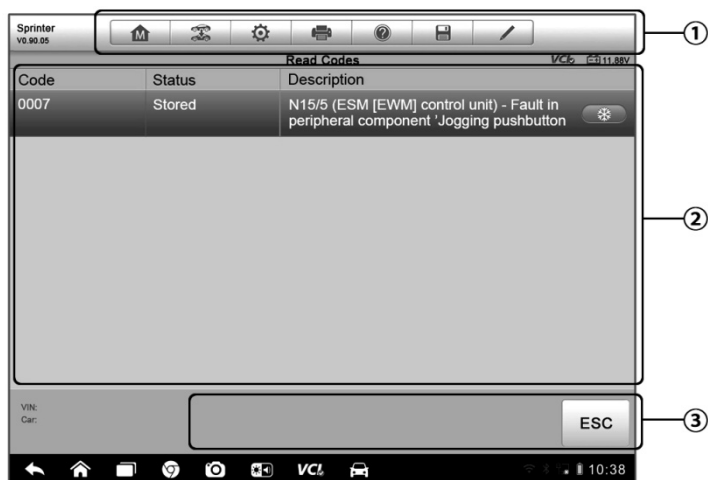 Sprinter
V0.90.05
M
①
Read Codes
VCI 11.88V
Code Status Description
0007 Stored N15/5 (ESM [EWM] control unit) - Fault in
peripheral component 'Jogging pushbutton
②
VIN:
Car:
ESC
③
VCI 10:38